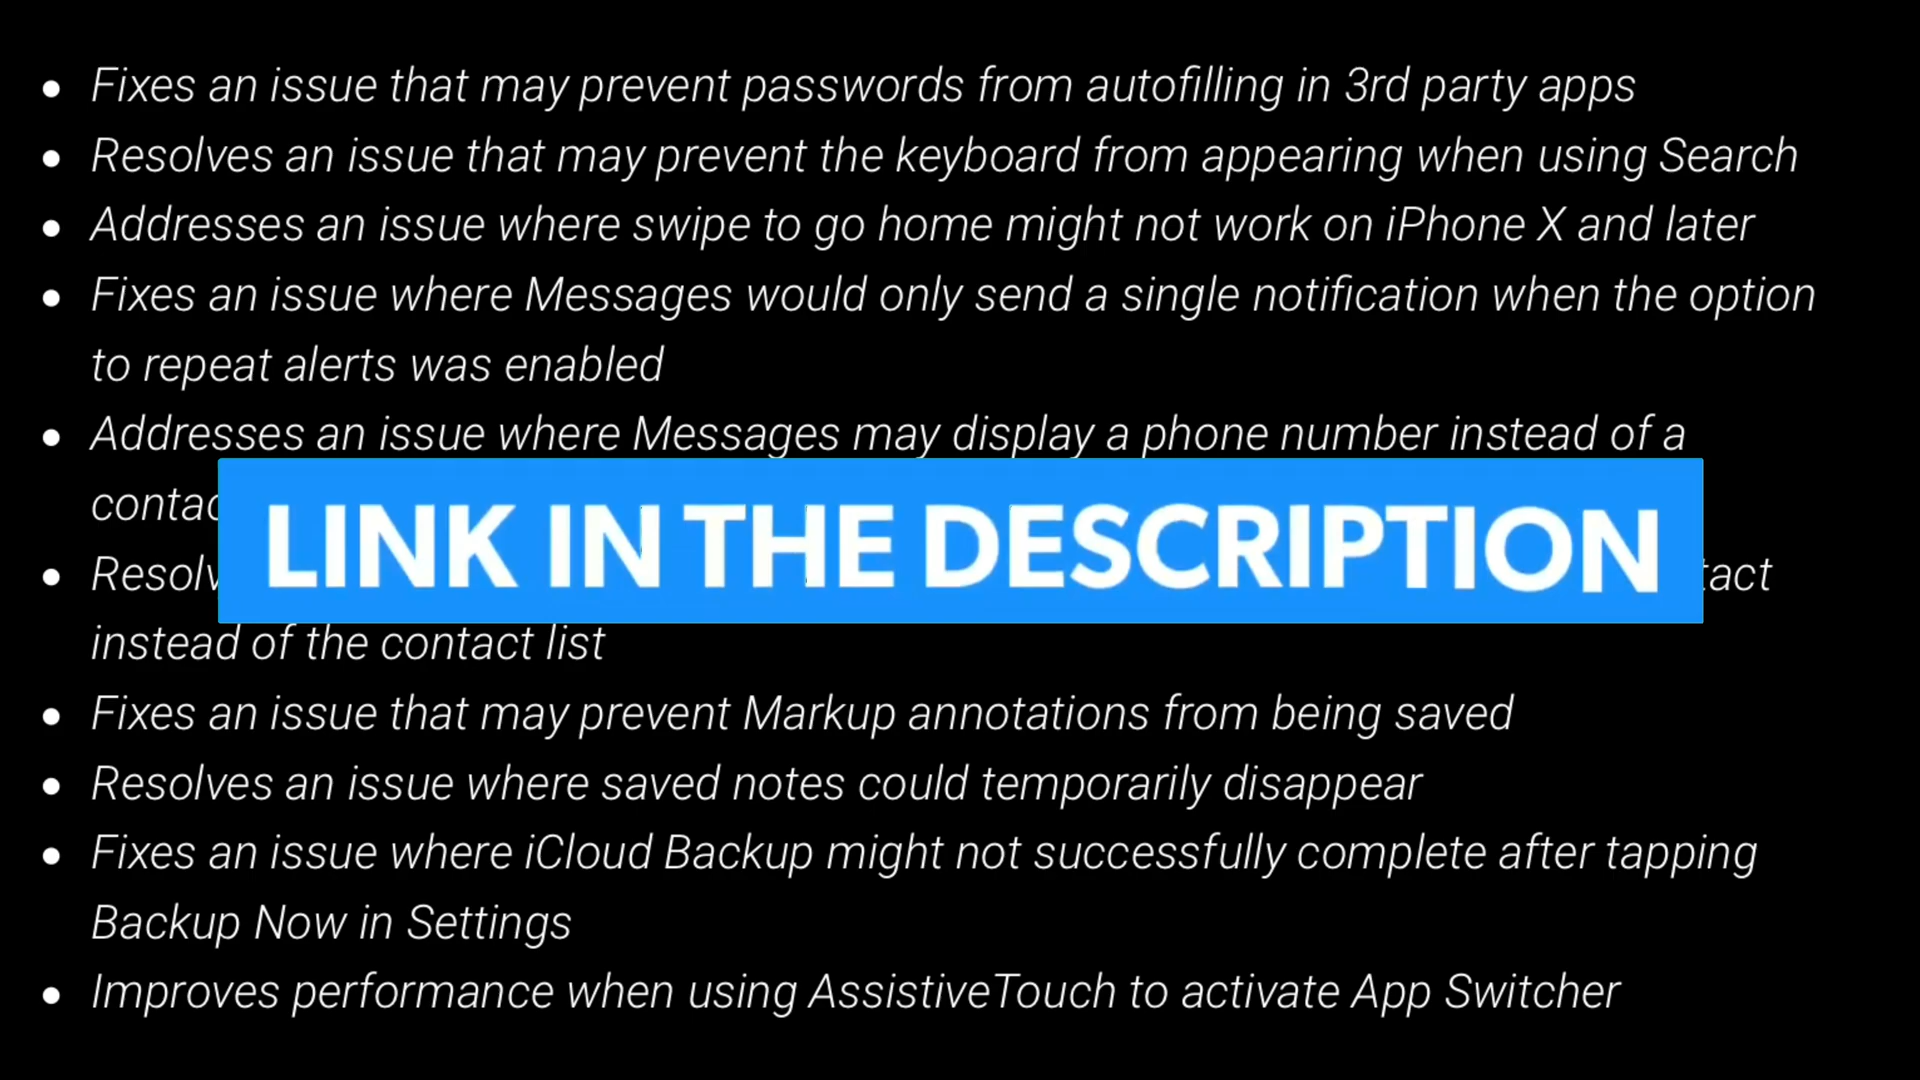 • Fixes an issue that may prevent passwords from autofilling in 3rd party apps
• Resolves an issue that may prevent the keyboard from appearing when using Search
• Addresses an issue where swipe to go home might not work on iPhone X and later
• Fixes an issue where Messages would only send a single notification when the option
to repeat alerts was enabled
• Addresses an issue where Messages may display a phone number instead of a
LINK IN THE DESCRIPTION
instead of the contact list
• Fixes an issue that may prevent Markup annotations from being saved
• Resolves an issue where saved notes could temporarily disappear
• Fixes an issue where iCloud Backup might not successfully complete after tapping
Backup Now in Settings
• Improves performance when using AssistiveTouch to activate App Switcher